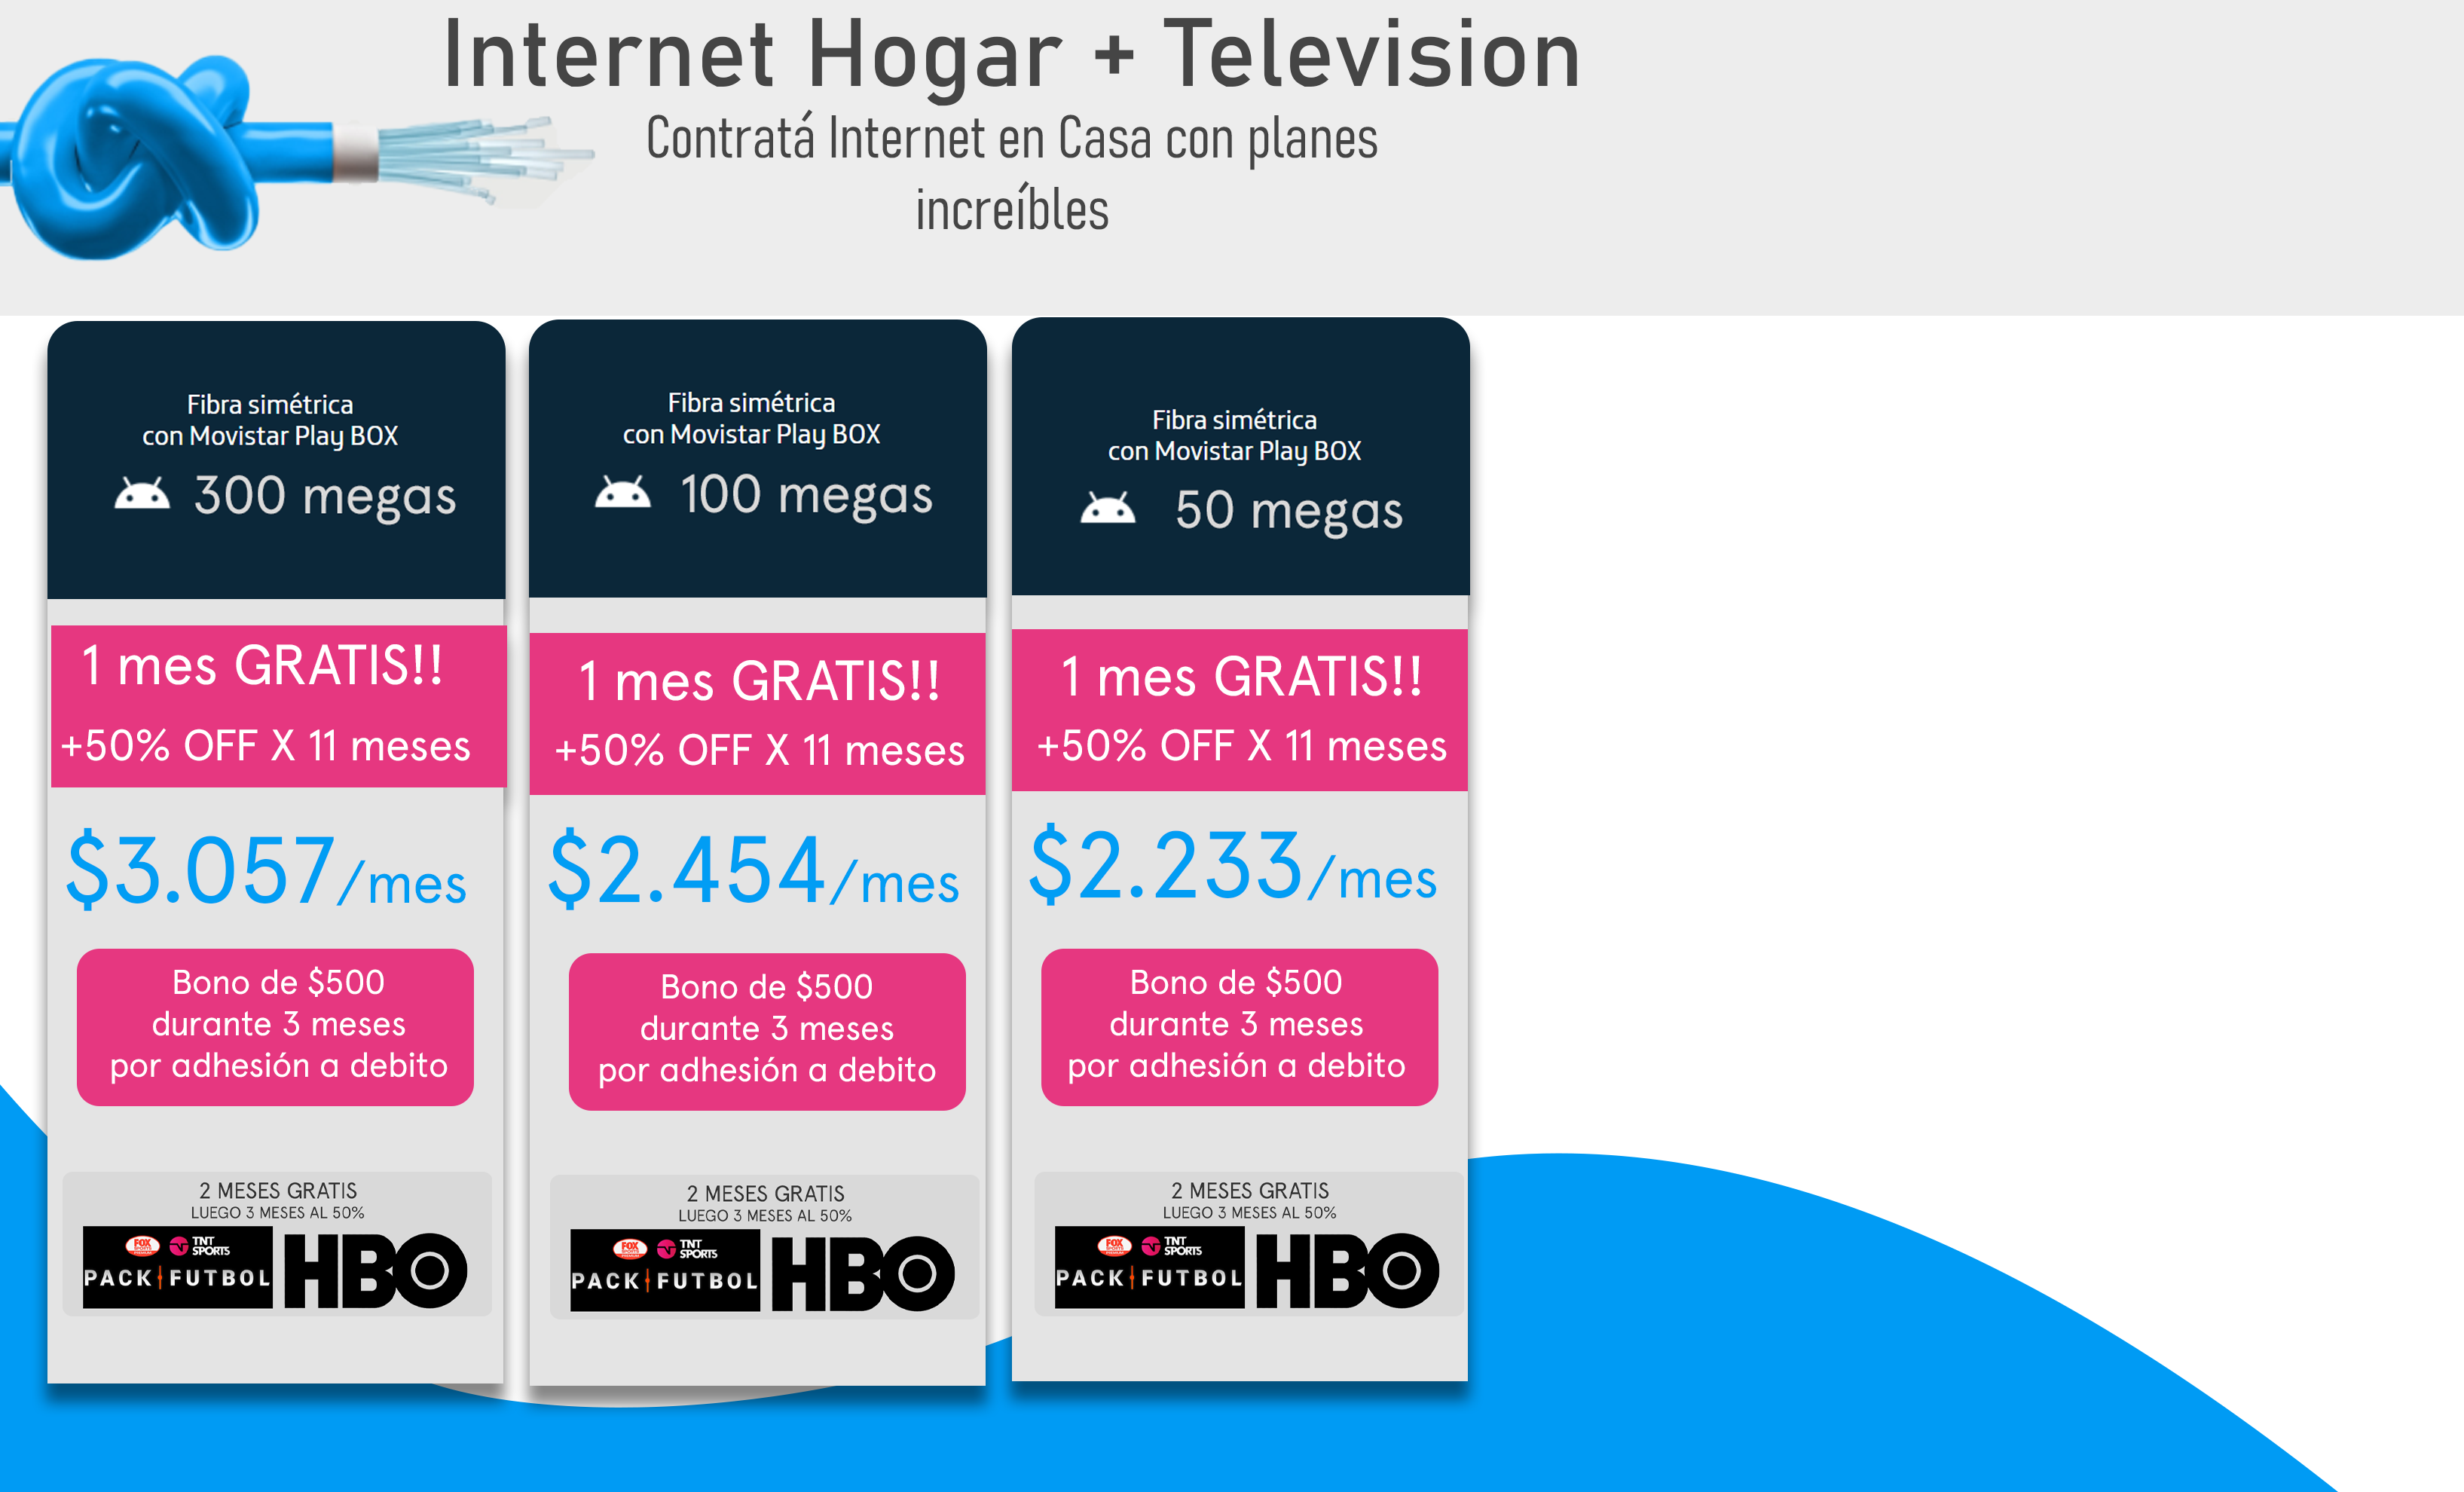 Internet Hogar + Television
Contratá Internet en Casa con planes
increíbles
Fibra simétrica
con Movistar Play BOX
300 megas
1 mes GRATIS!!
+50% OFF X 11 meses
$3.057/mes
Bono de $500
durante 3 meses
por adhesión a debito
2 MESES GRATIS
LUEGO 3 MESES AL 50%
FOX SPORTS PREMIUM TNT SPORTS
PACK FUTBOL HBO
Fibra simétrica
con Movistar Play BOX
100 megas
1 mes GRATIS!!
+50% OFF X 11 meses
$2.454/mes
Bono de $500
durante 3 meses
por adhesión a debito
2 MESES GRATIS
LUEGO 3 MESES AL 50%
FOX SPORTS PREMIUM TNT SPORTS
PACK FUTBOL HBO
Fibra simétrica
con Movistar Play BOX
50 megas
1 mes GRATIS!!
+50% OFF X 11 meses
$2.233/mes
Bono de $500
durante 3 meses
por adhesión a debito
2 MESES GRATIS
LUEGO 3 MESES AL 50%
FOX SPORTS PREMIUM TNT SPORTS
PACK FUTBOL HBO